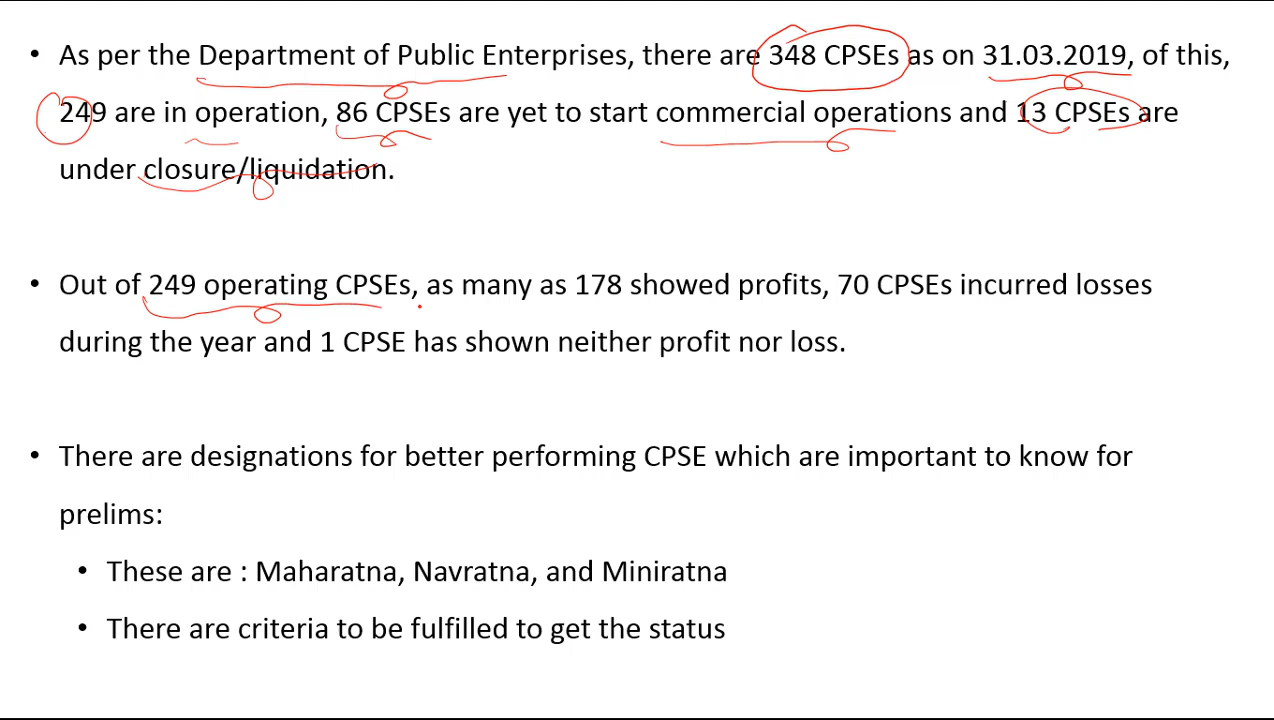 • As per the Department of Public Enterprises, there are 348 CPSEs as on 31.03.2019, of this,
249 are in operation, 86 CPSEs are yet to start commercial operations and 13 CPSEs are
under closure/liquidation.
• Out of 249 operating CPSEs, as many as 178 showed profits, 70 CPSEs incurred losses
during the year and 1 CPSE has shown neither profit nor loss.
• There are designations for better performing CPSE which are important to know for
prelims:
• These are : Maharatna, Navratna, and Miniratna
• There are criteria to be fulfilled to get the status